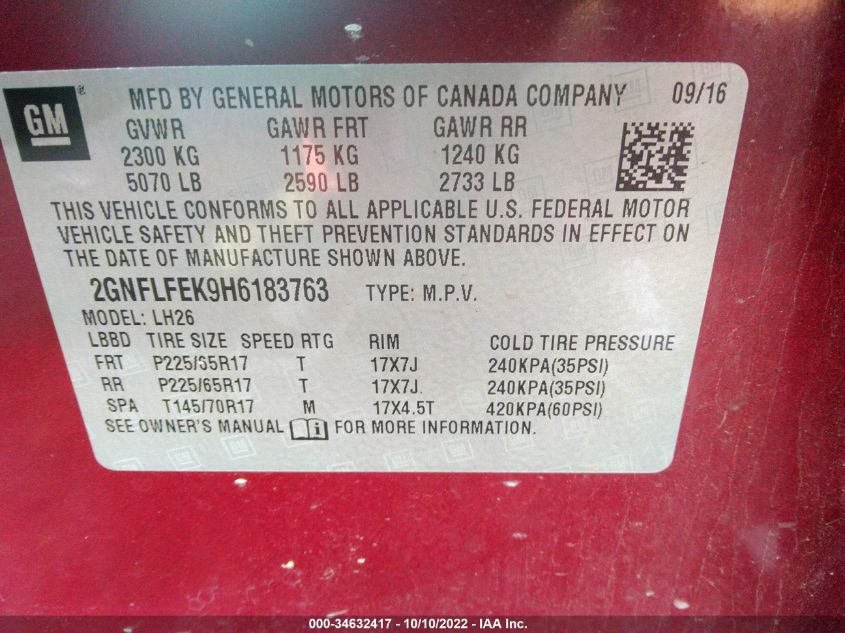 GM ® MFD BY GENERAL MOTORS OF CANADA COMPANY 09/16
GVWR GAWR FRT GAWR RR
2300 KG 1175 KG 1240 KG
5070 LB 2590 LB 2733 LB
THIS VEHICLE CONFORMS TO ALL APPLICABLE U.S. FEDERAL MOTOR
VEHICLE SAFETY AND THEFT PREVENTION STANDARDS IN EFFECT ON
THE DATE OF MANUFACTURE SHOWN ABOVE.
2GNFLFEK9H6183763 TYPE: M.P.V.
MODEL: LH26
LBBD TIRE SIZE SPEED RTG RIM COLD TIRE PRESSURE
FRT P225/65R17 T 17X7J 240KPA(35PSI)
RR P225/65R17 T 17X7J 240KPA(35PSI)
SPA T145/70R17 M 17X4.5T 420KPA(60PSI)
SEE OWNER'S MANUAL FOR MORE INFORMATION.
000-34632417 - 10/10/2022 - IAA Inc.